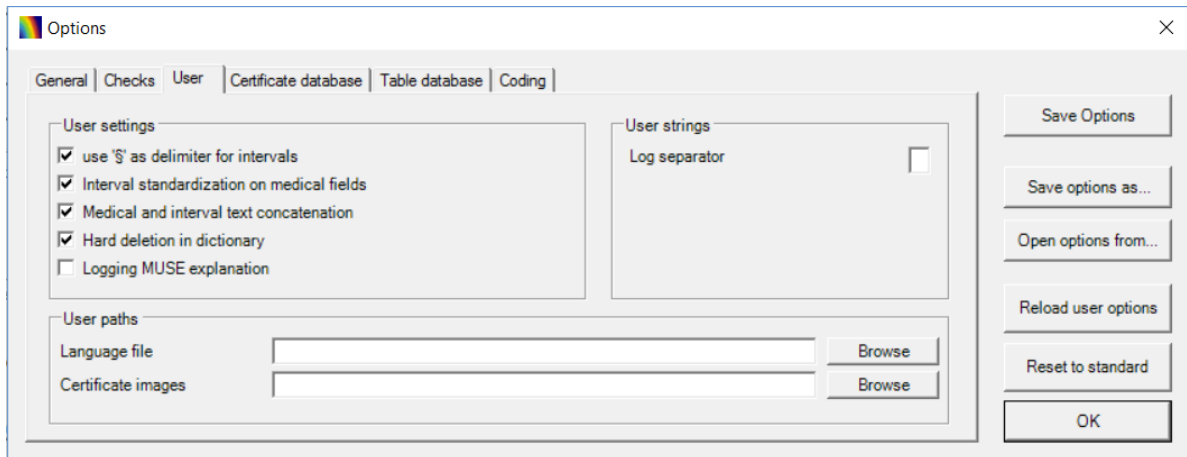 Options
General
Checks
User
Certificate database
Table database
Coding
User settings
use '§' as delimiter for intervals
Interval standardization on medical fields
Medical and interval text concatenation
Hard deletion in dictionary
Logging MUSE explanation
User strings
Log separator
User paths
Language file
Browse
Certificate images
Browse
Save Options
Save options as...
Open options from...
Reload user options
Reset to standard
OK